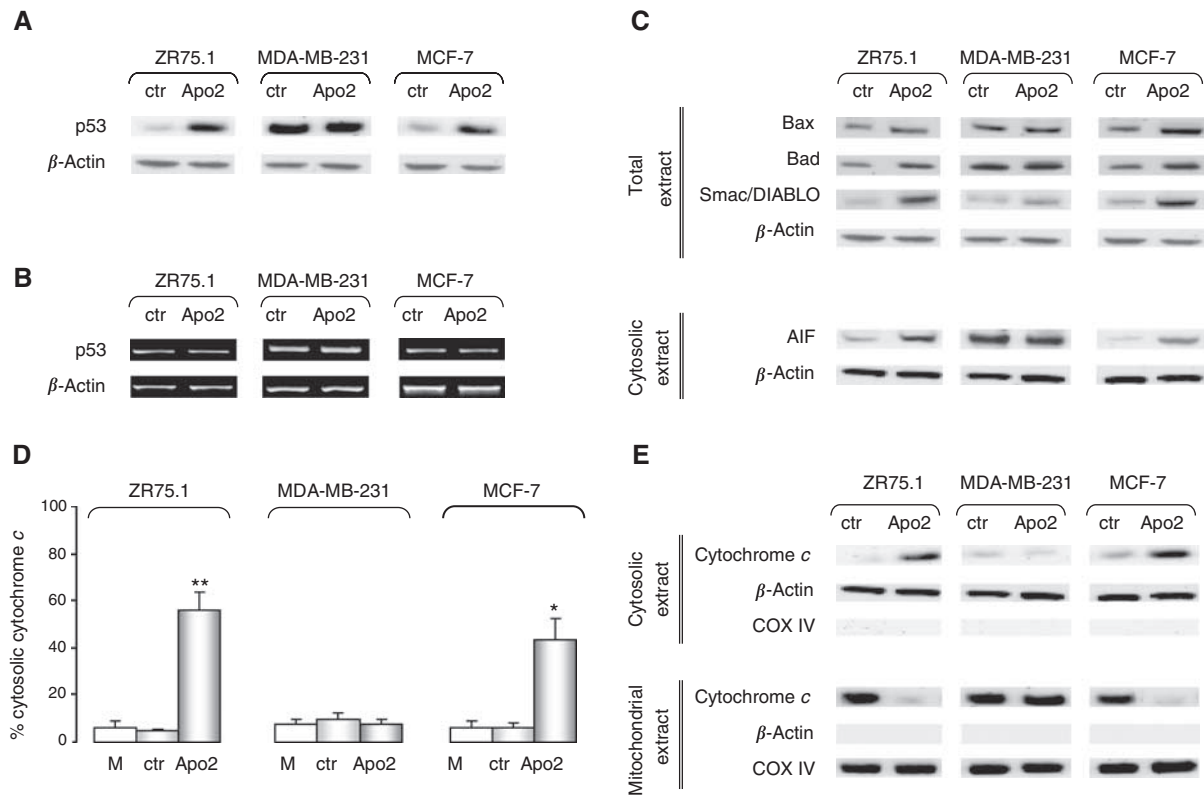 A
ZR75.1 MDA-MB-231 MCF-7
ctr Apo2 ctr Apo2 ctr Apo2
p53
β-Actin
B
ZR75.1 MDA-MB-231 MCF-7
ctr Apo2 ctr Apo2 ctr Apo2
p53
β-Actin
C
ZR75.1 MDA-MB-231 MCF-7
ctr Apo2 ctr Apo2 ctr Apo2
Total extract
Bax
Bad
Smac/DIABLO
β-Actin
Cytosolic extract
AIF
β-Actin
D
ZR75.1 MDA-MB-231 MCF-7
% cytosolic cytochrome c
100
80
60
40
20
0
**
*
M ctr Apo2 M ctr Apo2 M ctr Apo2
E
ZR75.1 MDA-MB-231 MCF-7
ctr Apo2 ctr Apo2 ctr Apo2
Cytosolic extract
Cytochrome c
β-Actin
COX IV
Mitochondrial extract
Cytochrome c
β-Actin
COX IV